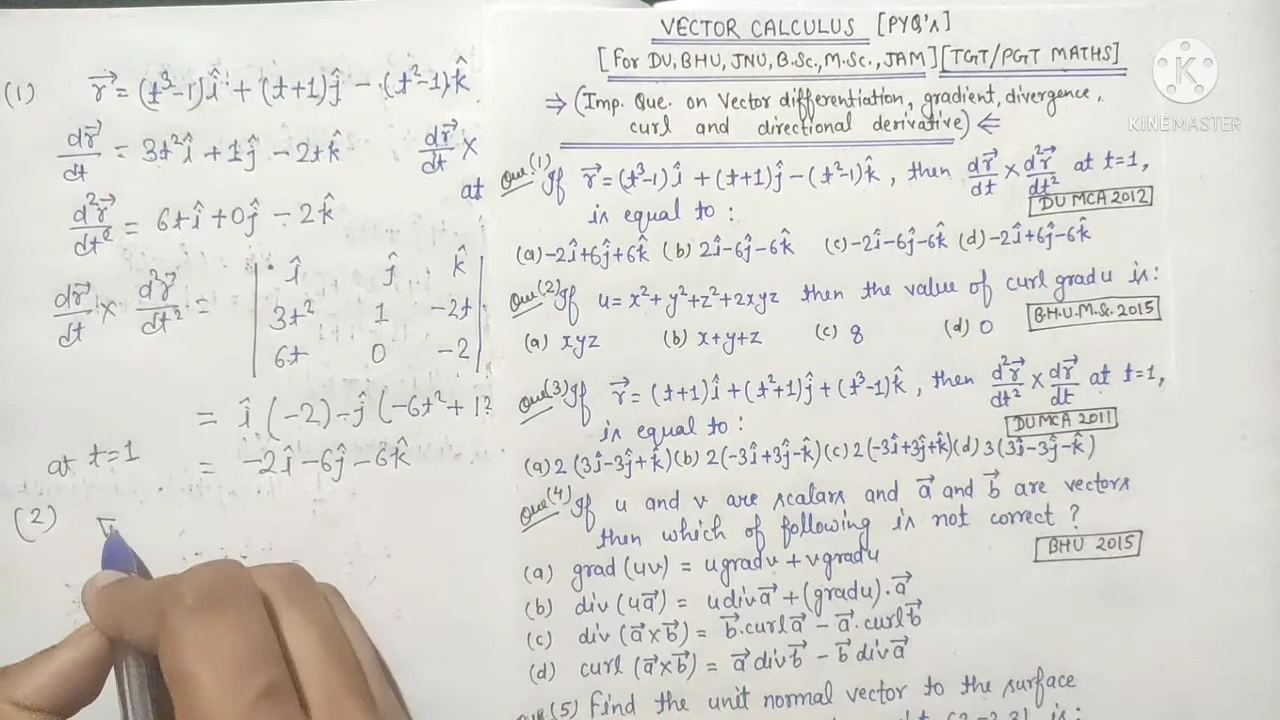 VECTOR CALCULUS [PYQ's]
[For DU, BHU, JNU, B.Sc., M.Sc., JAM] [TGT/PGT MATHS]
⇒ (Imp. Que. on Vector differentiation, gradient, divergence,
curl and directional derivative) ⇐
Que.(1) If r⃗ = (t³-1)î + (t+1)ĵ - (t²-1)k̂, then dr⃗/dt × d²r⃗/dt² at t=1,
is equal to :
DU MCA 2012
(a) -2î+6ĵ+6k̂ (b) 2î-6ĵ-6k̂ (c) -2î-6ĵ-6k̂ (d) -2î+6ĵ-6k̂
Que.(2) If u = x²+y²+z²+2xyz then the value of curl grad u is:
B.H.U. M.Sc. 2015
(a) xyz (b) x+y+z (c) 8 (d) 0
Que.(3) If r⃗ = (t+1)î + (t²+1)ĵ + (t³-1)k̂, then d²r⃗/dt² × dr⃗/dt at t=1,
is equal to :
DU MCA 2011
(a) 2(3î-3ĵ+k̂) (b) 2(-3î+3ĵ-k̂) (c) 2(-3î+3ĵ+k̂) (d) 3(3î-3ĵ-k̂)
Que.(4) If u and v are scalars and a⃗ and b⃗ are vectors
then which of following is not correct ?
BHU 2015
(a) grad (uv) = u gradv + v gradu
(b) div (ua⃗) = u div a⃗ + (gradu).a⃗
(c) div (a⃗×b⃗) = b⃗.curl a⃗ - a⃗.curl b⃗
(d) curl (a⃗×b⃗) = a⃗ div b⃗ - b⃗ div a⃗
(5) Find the unit normal vector to the surface
(1) r⃗ = (t³-1)î + (t+1)ĵ - (t²-1)k̂
dr⃗/dt = 3t²î + 1ĵ - 2tk̂ dr⃗/dt ×
at
d²r⃗/dt² = 6tî + 0ĵ - 2k̂
dr⃗/dt × d²r⃗/dt² = | î ĵ k̂ |
| 3t² 1 -2t |
| 6t 0 -2 |
= î (-2) - ĵ (-6t² + 12
at t=1 = -2î - 6ĵ - 6k̂
(2)
K
KINEMASTER